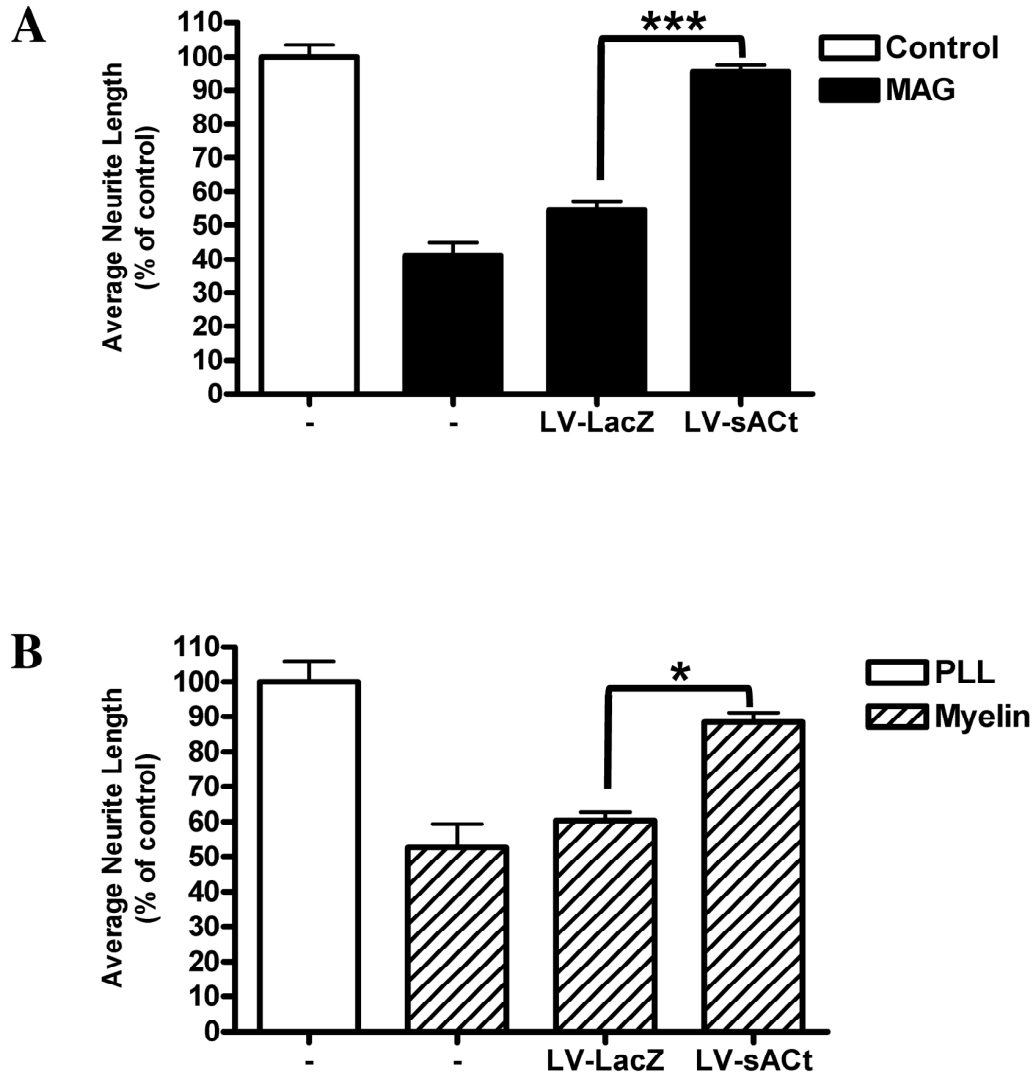 A
Average Neurite Length
(% of control)
110
100
90
80
70
60
50
40
30
20
10
0
-
-
LV-LacZ
LV-sACt
***
Control
MAG
B
Average Neurite Length
(% of control)
110
100
90
80
70
60
50
40
30
20
10
0
-
-
LV-LacZ
LV-sACt
*
PLL
Myelin